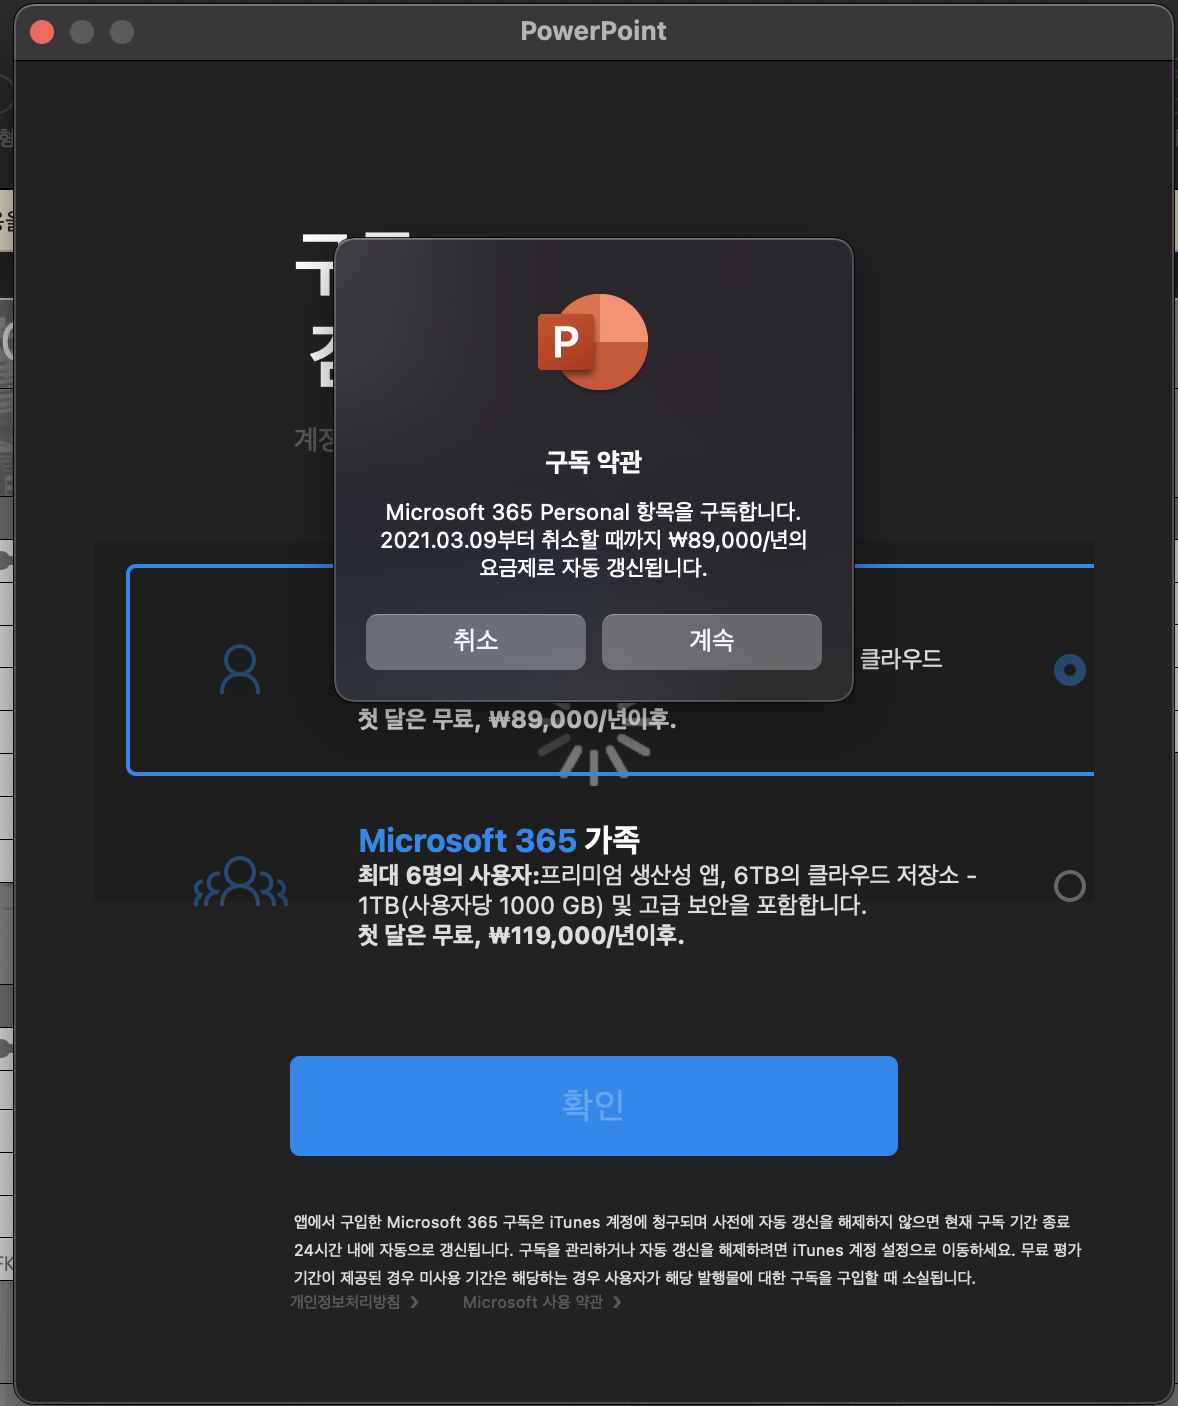 PowerPoint
P
구독 약관
Microsoft 365 Personal 항목을 구독합니다.
2021.03.09부터 취소할 때까지 ₩89,000/년의
요금제로 자동 갱신됩니다.
취소
계속
클라우드
첫 달은 무료, ₩89,000/년이후.
Microsoft 365 가족
최대 6명의 사용자:프리미엄 생산성 앱, 6TB의 클라우드 저장소 -
1TB(사용자당 1000 GB) 및 고급 보안을 포함합니다.
첫 달은 무료, ₩119,000/년이후.
확인
앱에서 구입한 Microsoft 365 구독은 iTunes 계정에 청구되며 사전에 자동 갱신을 해제하지 않으면 현재 구독 기간 종료
24시간 내에 자동으로 갱신됩니다. 구독을 관리하거나 자동 갱신을 해제하려면 iTunes 계정 설정으로 이동하세요. 무료 평가
기간이 제공된 경우 미사용 기간은 해당하는 경우 사용자가 해당 발행물에 대한 구독을 구입할 때 소실됩니다.
개인정보처리방침 ❯ Microsoft 사용 약관 ❯